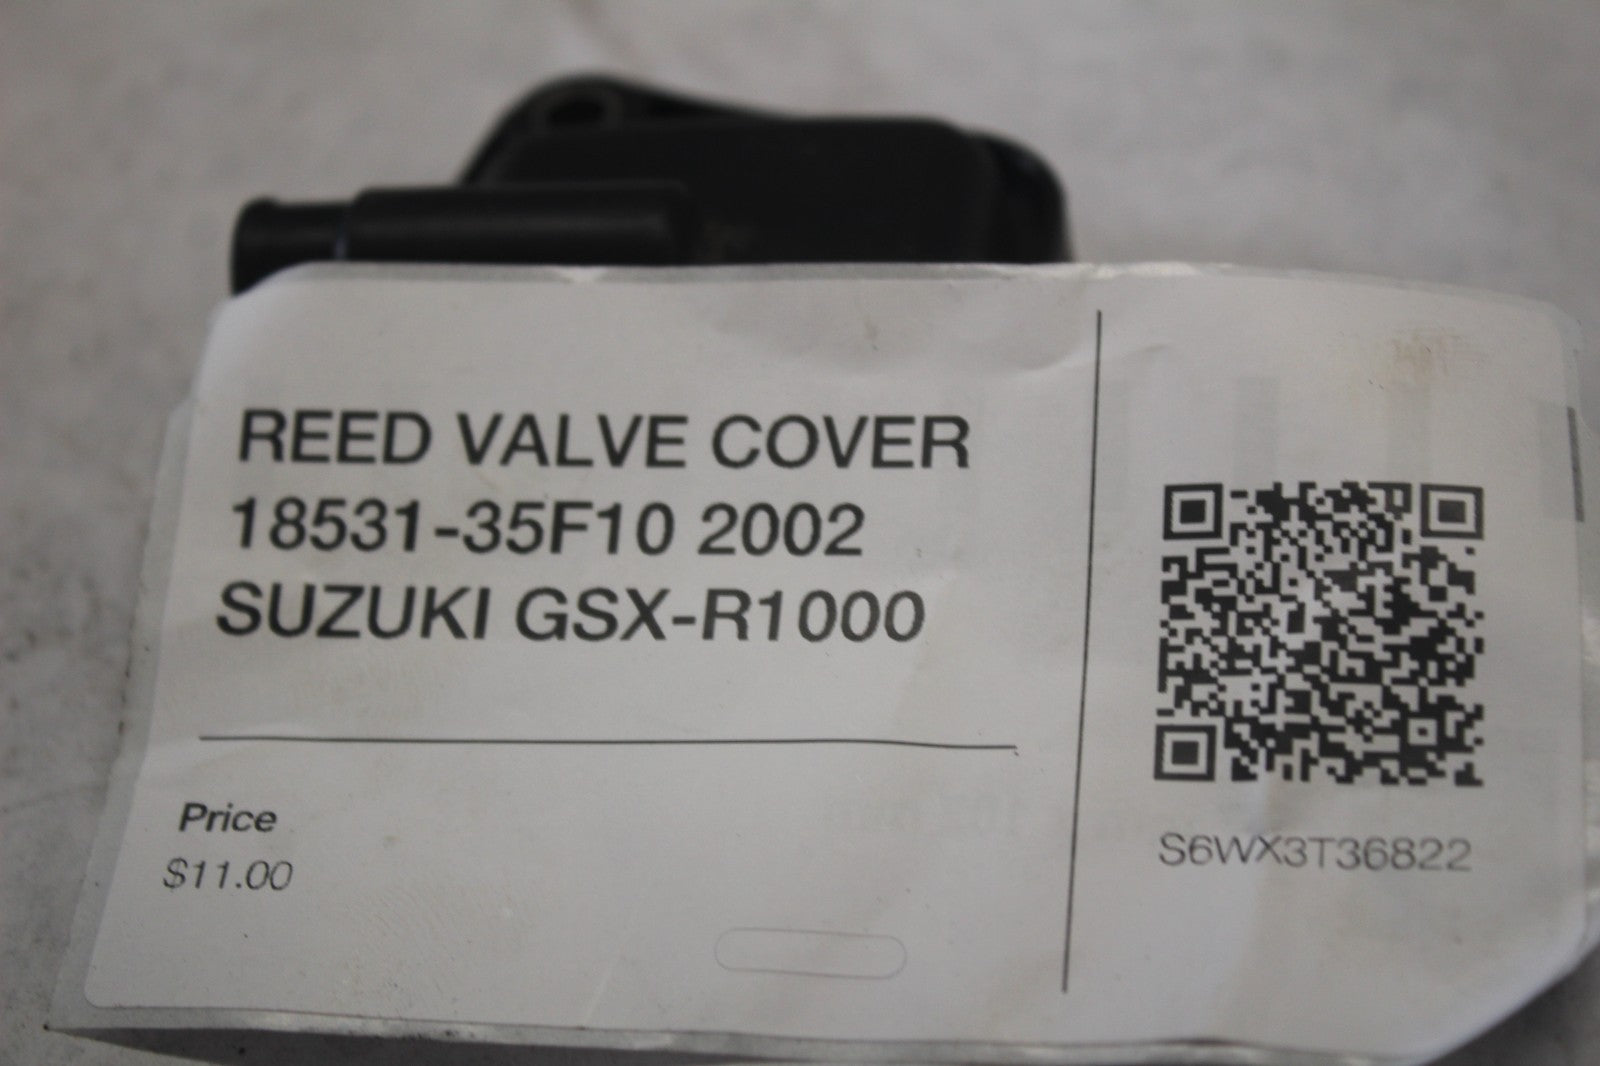 REED VALVE COVER
18531-35F10 2002
SUZUKI GSX-R1000
Price
$11.00
S6WX3T36822